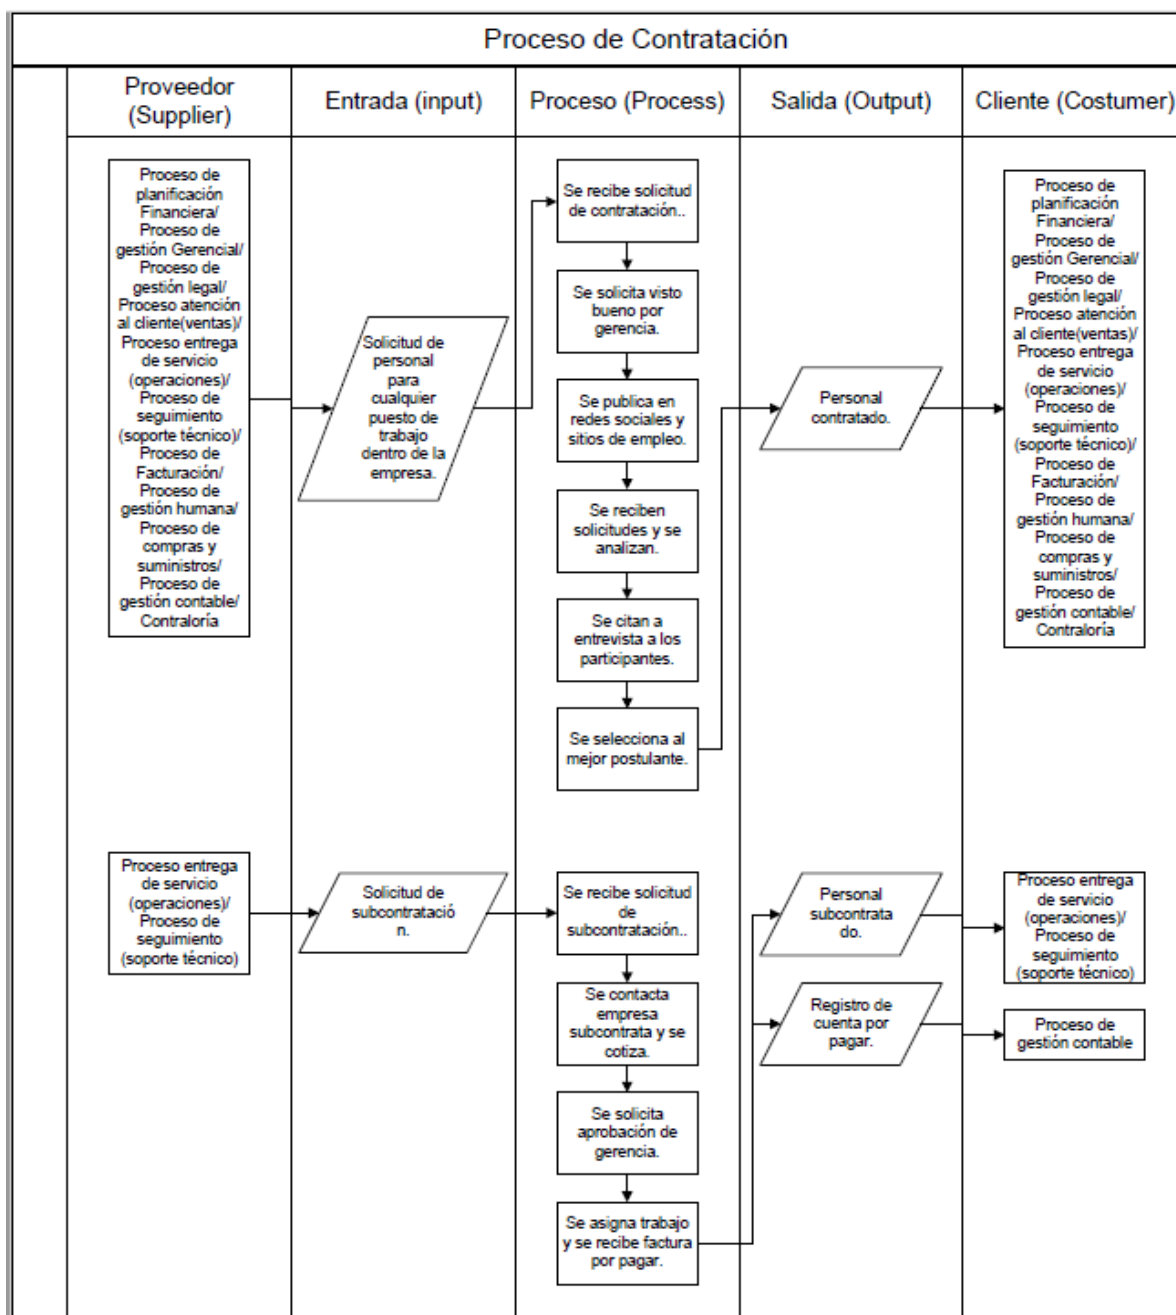 Proceso de Contratación
Proveedor
(Supplier)
Entrada (input)
Proceso (Process)
Salida (Output)
Cliente (Costumer)
Proceso de
planificación
Financiera/
Proceso de
gestión Gerencial/
Proceso de
gestión legal/
Proceso atención
al cliente(ventas)/
Proceso entrega
de servicio
(operaciones)/
Proceso de
seguimiento
(soporte técnico)/
Proceso de
Facturación/
Proceso de
gestión humana/
Proceso de
compras y
suministros/
Proceso de
gestión contable/
Contraloría
Solicitud de
personal
para
cualquier
puesto de
trabajo
dentro de la
empresa.
Se recibe solicitud
de contratación..
Se solicita visto
bueno por
gerencia.
Se publica en
redes sociales y
sitios de empleo.
Se reciben
solicitudes y se
analizan.
Se citan a
entrevista a los
participantes.
Se selecciona al
mejor postulante.
Personal
contratado.
Proceso de
planificación
Financiera/
Proceso de
gestión Gerencial/
Proceso de
gestión legal/
Proceso atención
al cliente(ventas)/
Proceso entrega
de servicio
(operaciones)/
Proceso de
seguimiento
(soporte técnico)/
Proceso de
Facturación/
Proceso de
gestión humana/
Proceso de
compras y
suministros/
Proceso de
gestión contable/
Contraloría
Proceso entrega
de servicio
(operaciones)/
Proceso de
seguimiento
(soporte técnico)
Solicitud de
subcontratació
n.
Se recibe solicitud
de
subcontratación..
Se contacta
empresa
subcontrata y se
cotiza.
Se solicita
aprobación de
gerencia.
Se asigna trabajo
y se recibe factura
por pagar.
Personal
subcontrata
do.
Registro de
cuenta por
pagar.
Proceso entrega
de servicio
(operaciones)/
Proceso de
seguimiento
(soporte técnico)
Proceso de
gestión contable